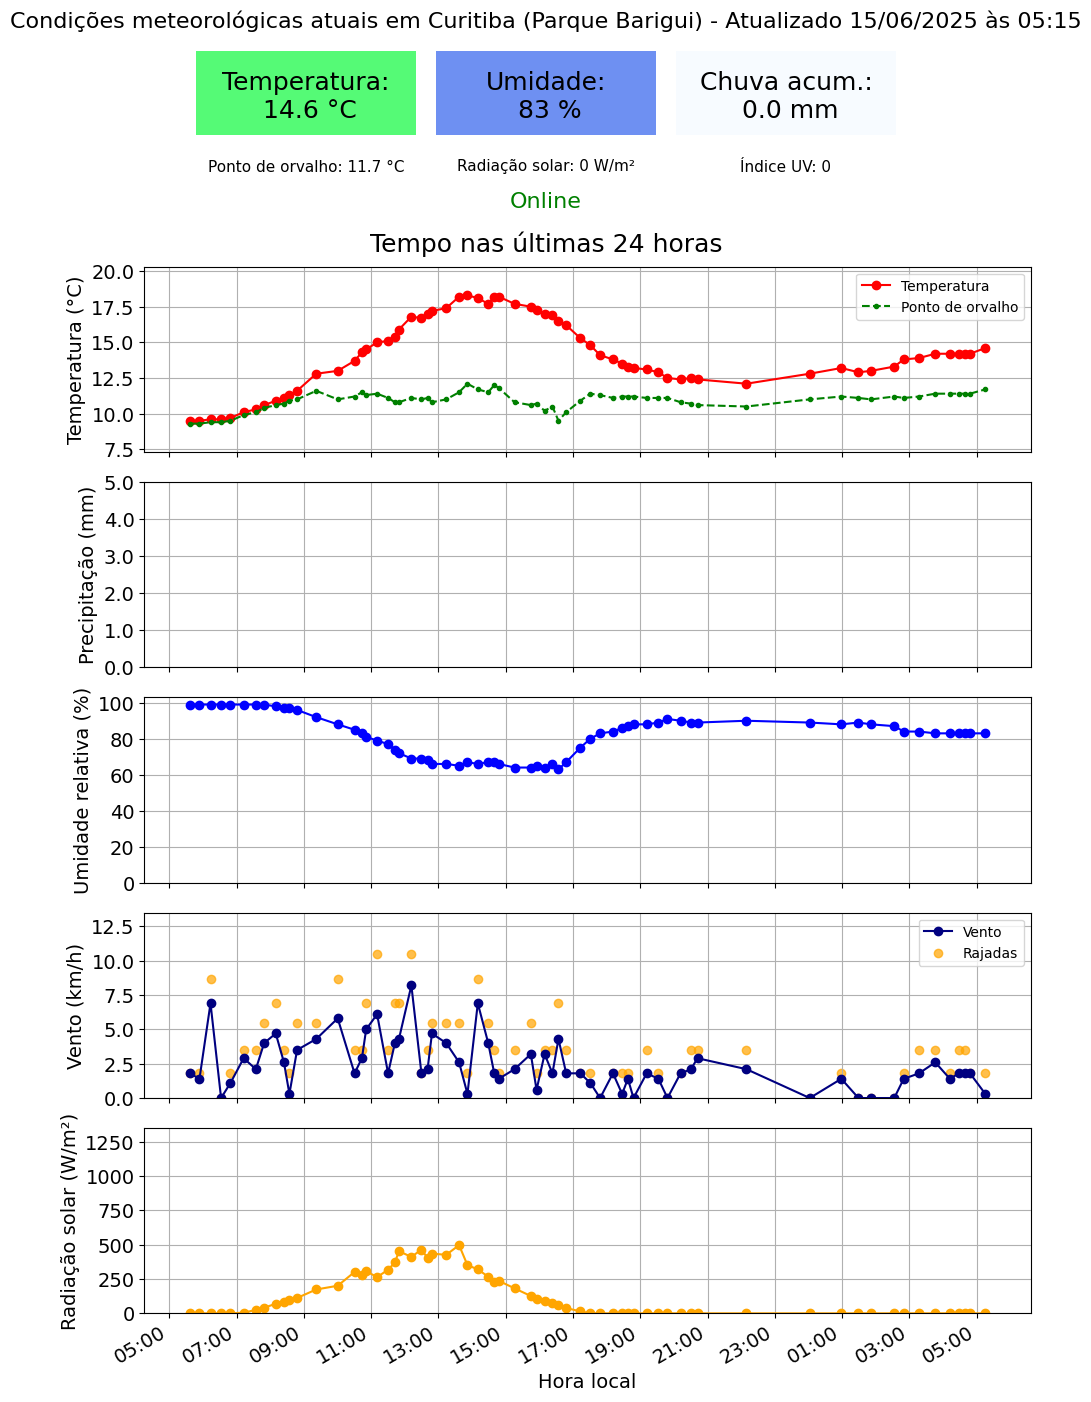 Condições meteorológicas atuais em Curitiba (Parque Barigui) - Atualizado 15/06/2025 às 05:15
Temperatura:
14.6 °C
Umidade:
83 %
Chuva acum.:
0.0 mm
Ponto de orvalho: 11.7 °C
Radiação solar: 0 W/m²
Índice UV: 0
Online
Tempo nas últimas 24 horas
Temperatura (°C)
20.0
17.5
15.0
12.5
10.0
7.5
Temperatura
Ponto de orvalho
Precipitação (mm)
5.0
4.0
3.0
2.0
1.0
0.0
Umidade relativa (%)
100
80
60
40
20
0
Vento (km/h)
12.5
10.0
7.5
5.0
2.5
0.0
Vento
Rajadas
Radiação solar (W/m²)
1250
1000
750
500
250
0
05:00
07:00
09:00
11:00
13:00
15:00
17:00
19:00
21:00
23:00
01:00
03:00
05:00
Hora local